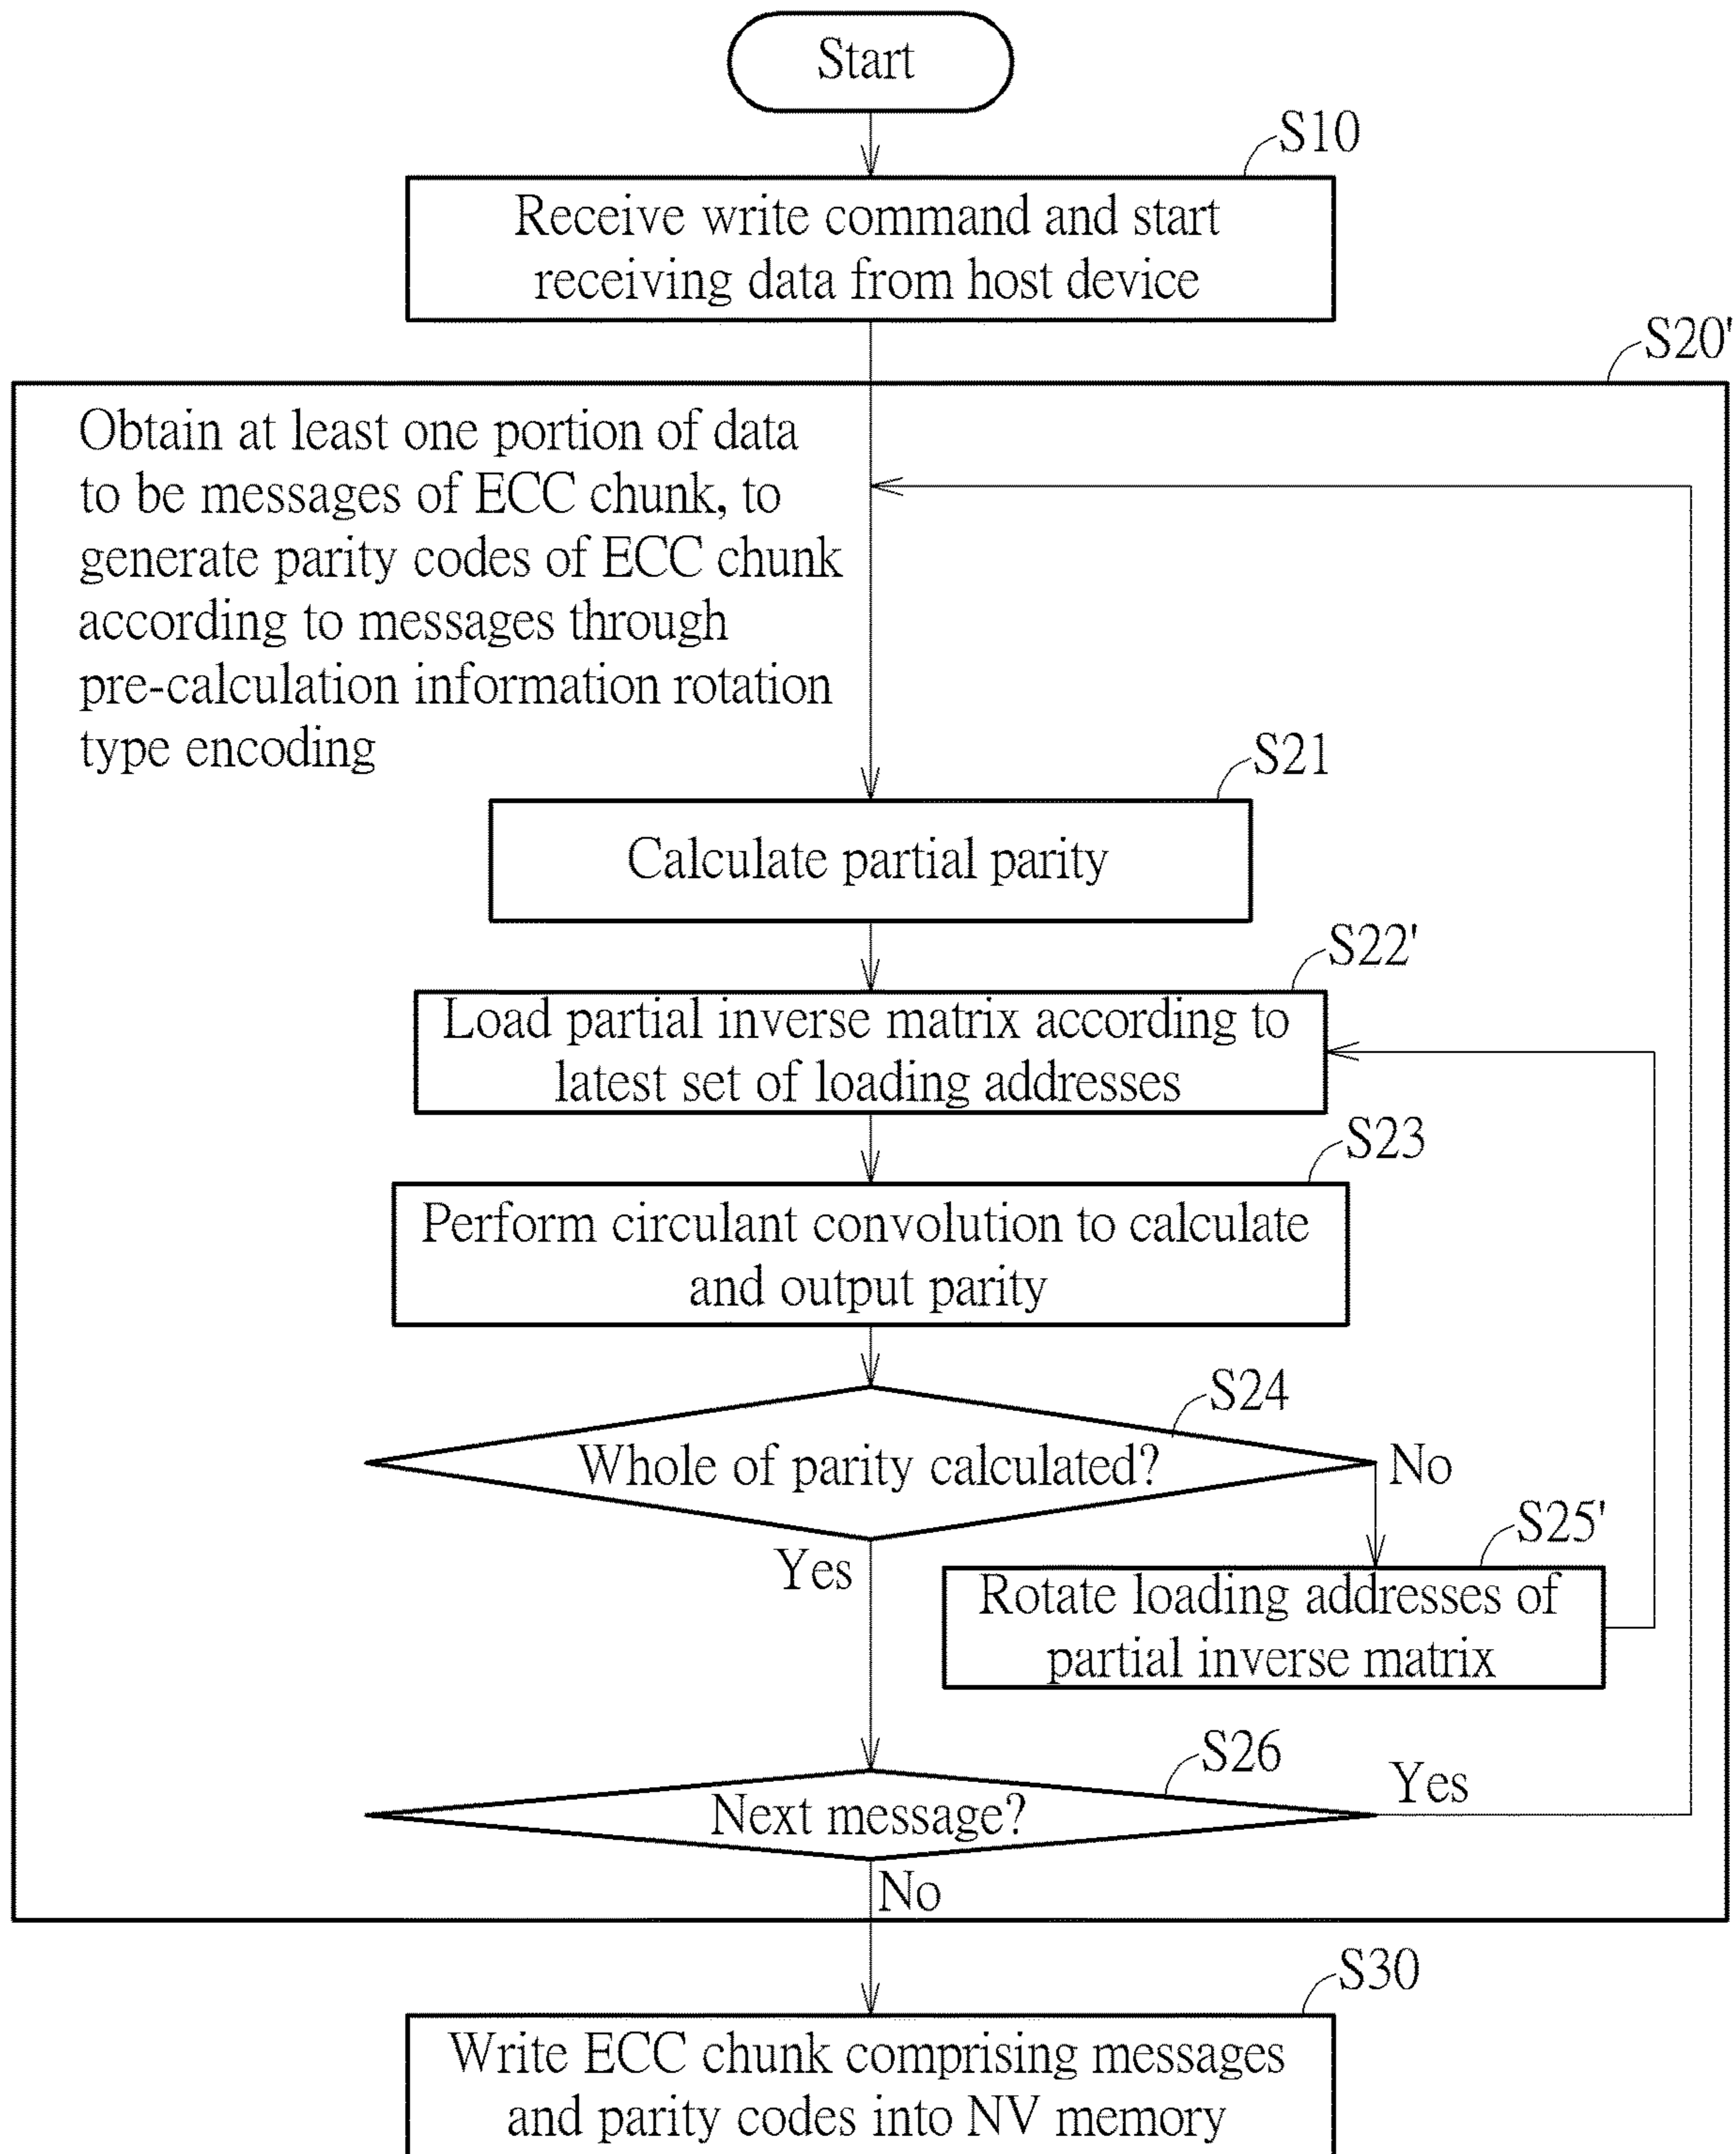 Start
S10
Receive write command and start
receiving data from host device
S20'
Obtain at least one portion of data
to be messages of ECC chunk, to
generate parity codes of ECC chunk
according to messages through
pre-calculation information rotation
type encoding
S21
Calculate partial parity
S22'
Load partial inverse matrix according to
latest set of loading addresses
S23
Perform circulant convolution to calculate
and output parity
S24
Whole of parity calculated?
No
Yes
S25'
Rotate loading addresses of
partial inverse matrix
S26
Next message?
Yes
No
S30
Write ECC chunk comprising messages
and parity codes into NV memory